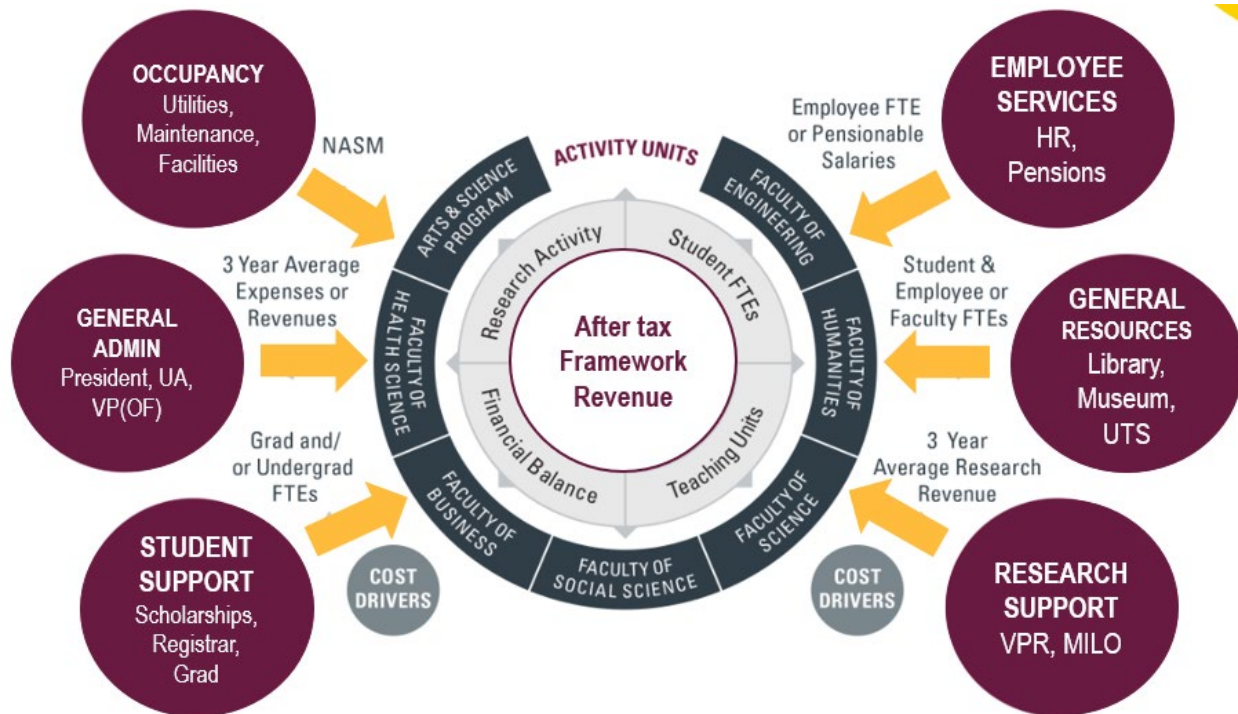 OCCUPANCY
Utilities,
Maintenance,
Facilities
NASM
GENERAL
ADMIN
President, UA,
VP(OF)
3 Year Average
Expenses or
Revenues
STUDENT
SUPPORT
Scholarships,
Registrar,
Grad
Grad and/
or Undergrad
FTEs
COST
DRIVERS
ACTIVITY UNITS
ARTS & SCIENCE
PROGRAM
FACULTY OF
HEALTH SCIENCE
FACULTY OF
BUSINESS
FACULTY OF
SOCIAL SCIENCE
FACULTY OF
SCIENCE
FACULTY OF
HUMANITIES
FACULTY OF
ENGINEERING
Research Activity
Student FTEs
Financial Balance
Teaching Units
After tax
Framework
Revenue
EMPLOYEE
SERVICES
HR,
Pensions
Employee FTE
or Pensionable
Salaries
GENERAL
RESOURCES
Library,
Museum,
UTS
Student &
Employee or
Faculty FTEs
RESEARCH
SUPPORT
VPR, MILO
3 Year
Average Research
Revenue
COST
DRIVERS